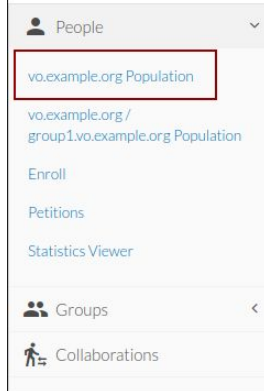 People
vo.example.org Population
vo.example.org /
group1.vo.example.org Population
Enroll
Petitions
Statistics Viewer
Groups
Collaborations